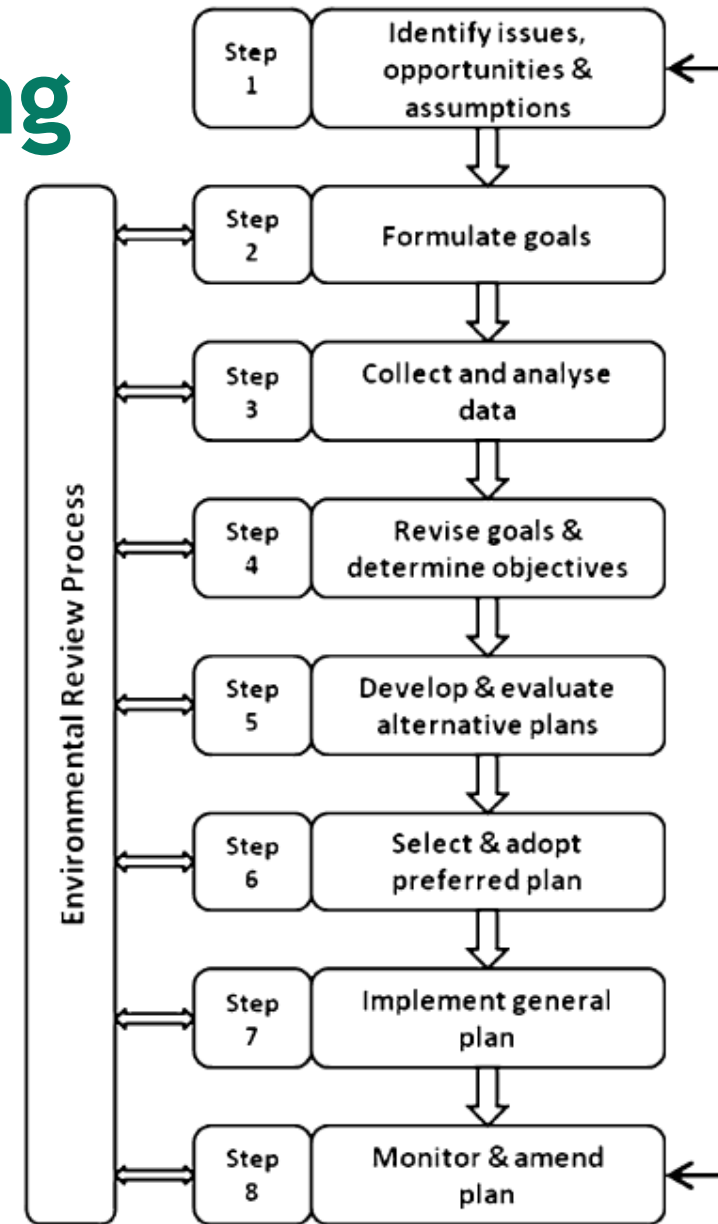 ng
Step
1
Identify issues,
opportunities &
assumptions
Step
2
Formulate goals
Step
3
Collect and analyse
data
Step
4
Revise goals &
determine objectives
Step
5
Develop & evaluate
alternative plans
Step
6
Select & adopt
preferred plan
Step
7
Implement general
plan
Step
8
Monitor & amend
plan
Environmental Review Process